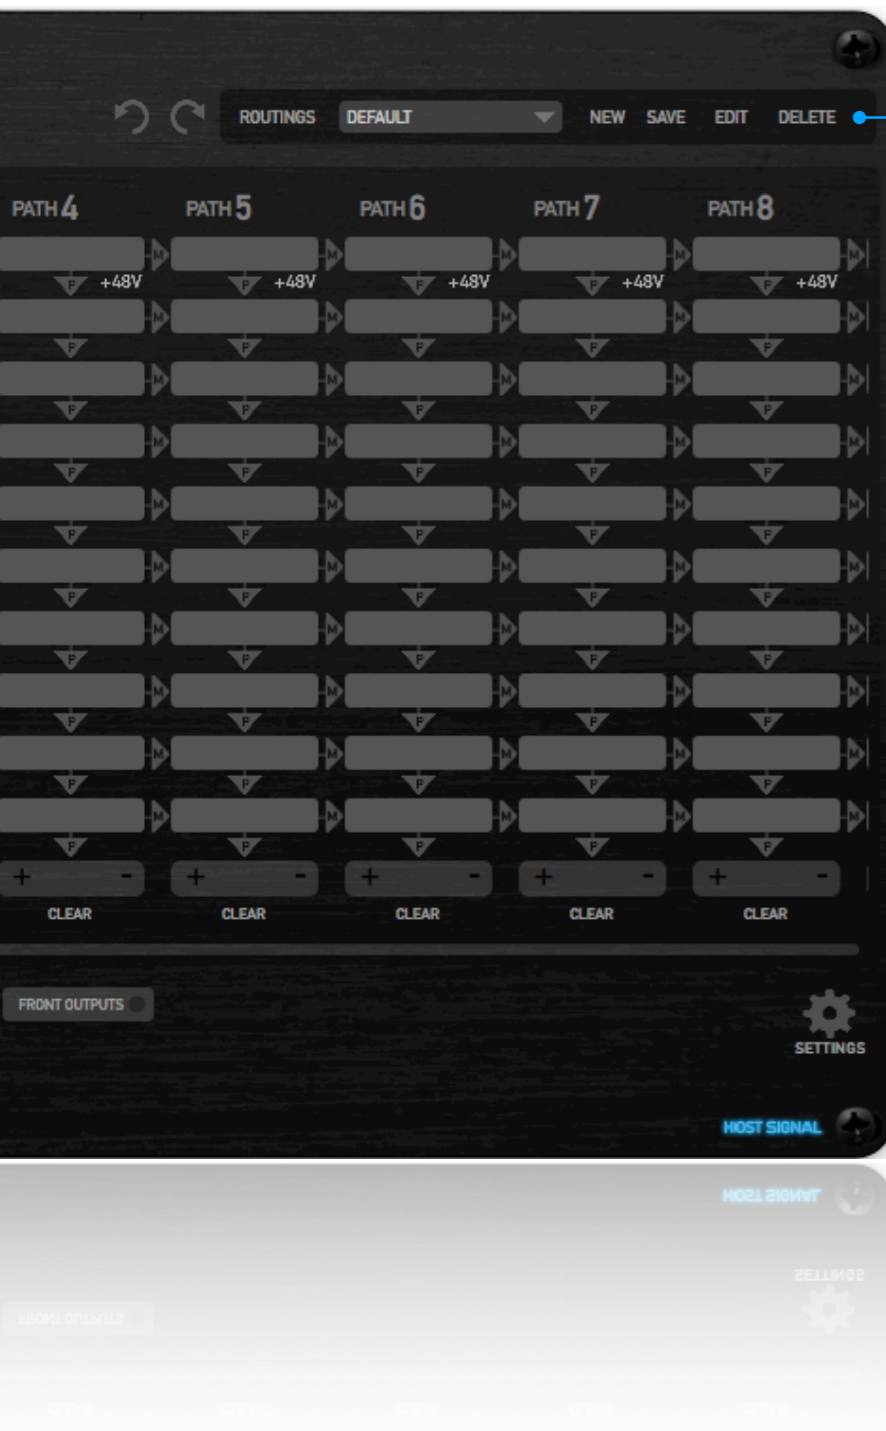 ROUTINGS DEFAULT NEW SAVE EDIT DELETE
PATH 4 PATH 5 PATH 6 PATH 7 PATH 8
M M M M M
P +48V P +48V P +48V P +48V P +48V
M M M M M
P P P P P
M M M M M
P P P P P
M M M M M
P P P P P
M M M M M
P P P P P
M M M M M
P P P P P
M M M M M
P P P P P
M M M M M
P P P P P
M M M M M
P P P P P
M M M M M
P P P P P
+ - + - + - + - + -
CLEAR CLEAR CLEAR CLEAR CLEAR
FRONT OUTPUTS
SETTINGS
HOST SIGNAL